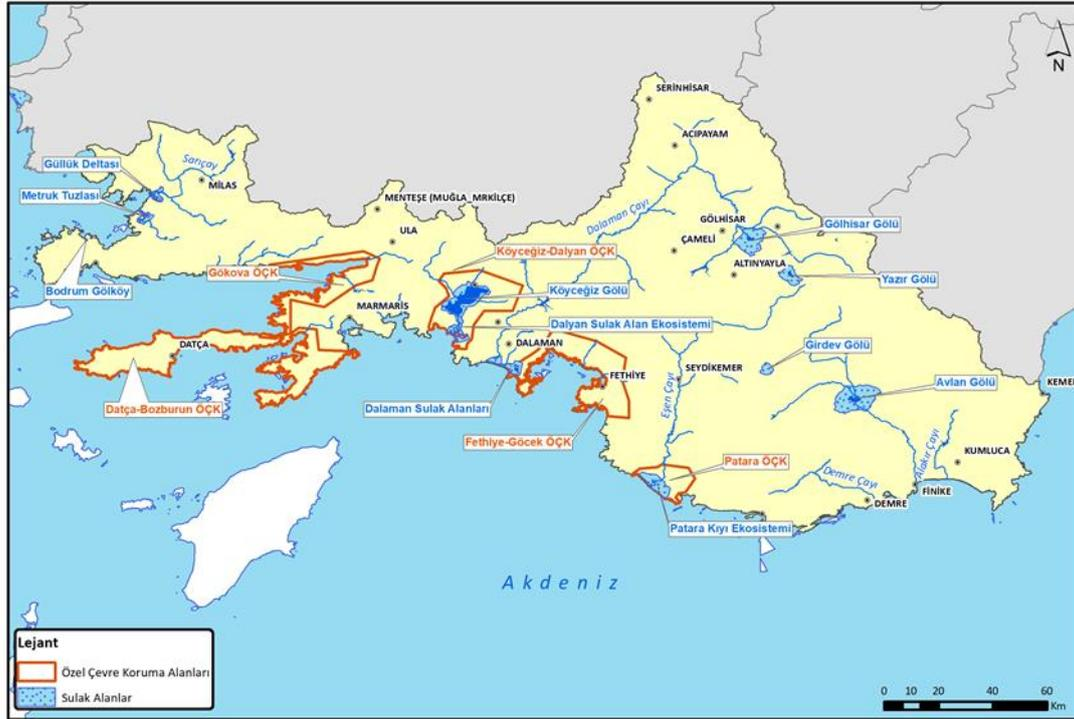 N
SERİNHİSAR
ACIPAYAM
Güllük Deltası
Sarıçay
MİLAS
Metruk Tuzlası
MENTEŞE (MUĞLA_MRKİLÇE)
Dalaman Çayı
GÖLHİSAR
Gölhisar Gölü
ULA
ÇAMELİ
Köyceğiz-Dalyan ÖÇK
ALTINYAYLA
Gökova ÖÇK
Yazır Gölü
Bodrum Gölköy
Köyceğiz Gölü
MARMARİS
Dalyan Sulak Alan Ekosistemi
DATÇA
DALAMAN
Girdev Gölü
SEYDİKEMER
FETHİYE
Eşen Çayı
Avlan Gölü
KEMER
Datça-Bozburun ÖÇK
Dalaman Sulak Alanları
Fethiye-Göcek ÖÇK
Alakır Çayı
KUMLUCA
Patara ÖÇK
Demre Çayı
FİNİKE
DEMRE
Patara Kıyı Ekosistemi
Akdeniz
Lejant
Özel Çevre Koruma Alanları
Sulak Alanlar
0 10 20 40 60
Km